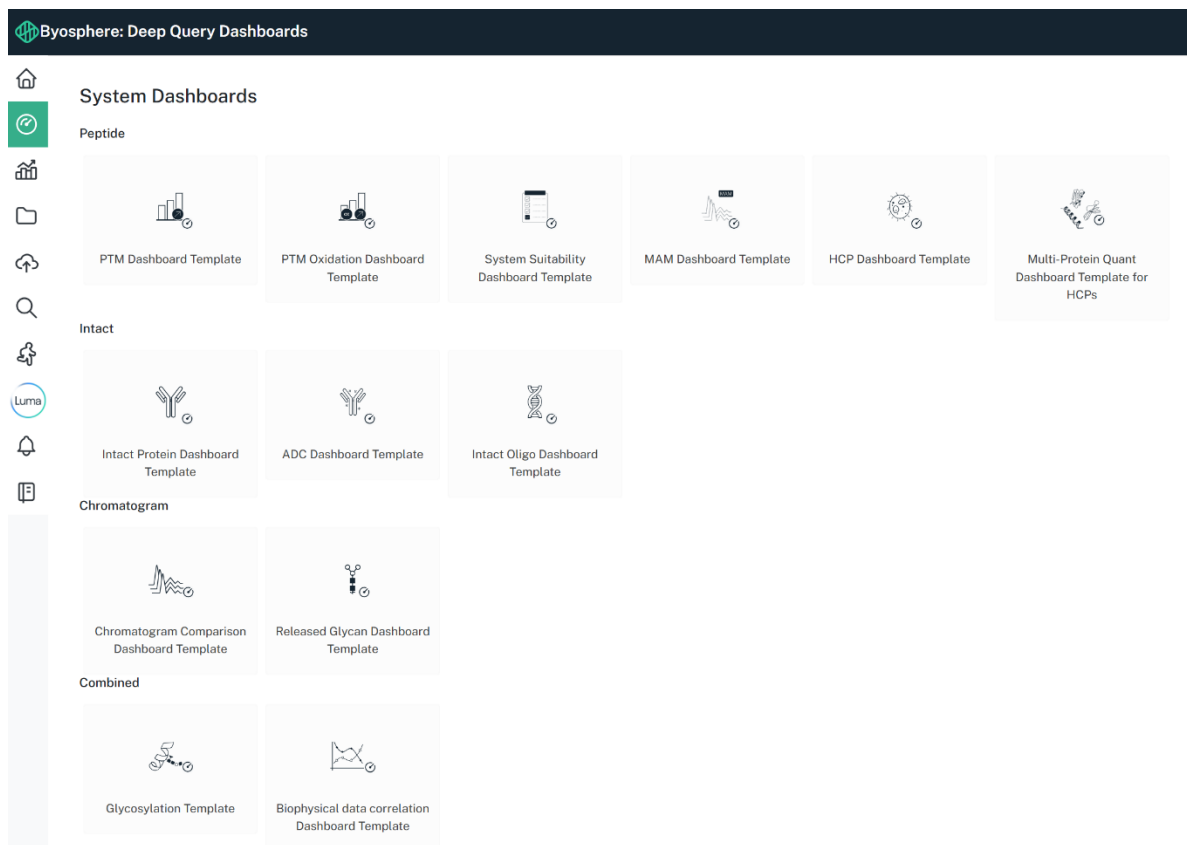 Byosphere: Deep Query Dashboards
System Dashboards
Peptide
MAM
PTM Dashboard Template
PTM Oxidation Dashboard
Template
System Suitability
Dashboard Template
MAM Dashboard Template
HCP Dashboard Template
Multi-Protein Quant
Dashboard Template for
HCPs
Luma
Intact
Intact Protein Dashboard
Template
ADC Dashboard Template
Intact Oligo Dashboard
Template
Chromatogram
Chromatogram Comparison
Dashboard Template
Released Glycan Dashboard
Template
Combined
Glycosylation Template
Biophysical data correlation
Dashboard Template